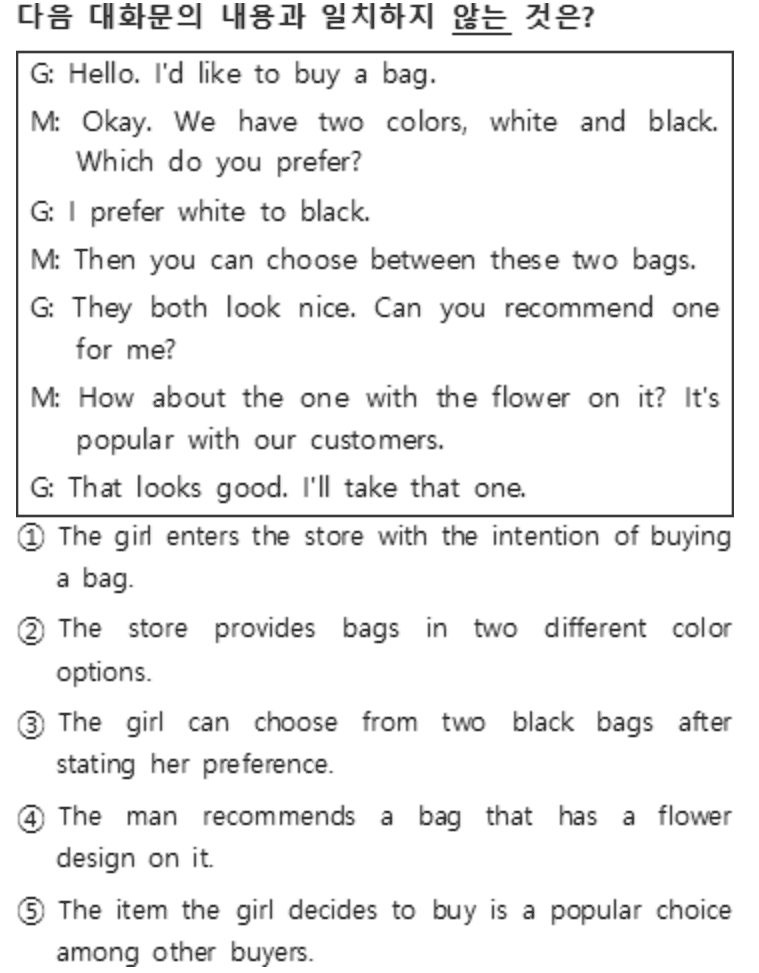 다음 대화문의 내용과 일치하지 않는 것은?
G: Hello. I'd like to buy a bag.
M: Okay. We have two colors, white and black.
Which do you prefer?
G: I prefer white to black.
M: Then you can choose between these two bags.
G: They both look nice. Can you recommend one
for me?
M: How about the one with the flower on it? It's
popular with our customers.
G: That looks good. I'll take that one.
① The girl enters the store with the intention of buying
a bag.
② The store provides bags in two different color
options.
③ The girl can choose from two black bags after
stating her preference.
④ The man recommends a bag that has a flower
design on it.
⑤ The item the girl decides to buy is a popular choice
among other buyers.